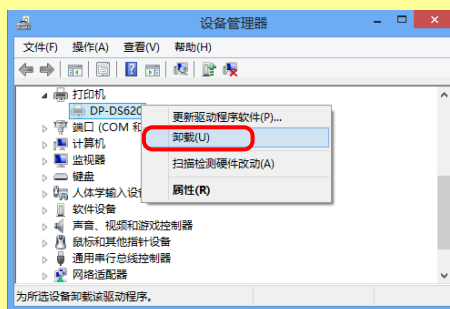 设备管理器
文件(F) 操作(A) 查看(V) 帮助(H)
打印机
DP-DS620
更新驱动程序软件(P)...
端口 (COM 和
卸载(U)
计算机
监视器
扫描检测硬件改动(A)
键盘
人体学输入设
属性(R)
软件设备
声音、视频和游戏控制器
鼠标和其他指针设备
通用串行总线控制器
网络适配器
为所选设备卸载该驱动程序。